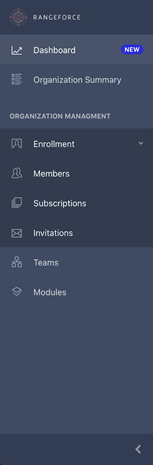 RANGEFORCE
Dashboard NEW
Organization Summary
ORGANIZATION MANAGMENT
Enrollment
Members
Subscriptions
Invitations
Teams
Modules